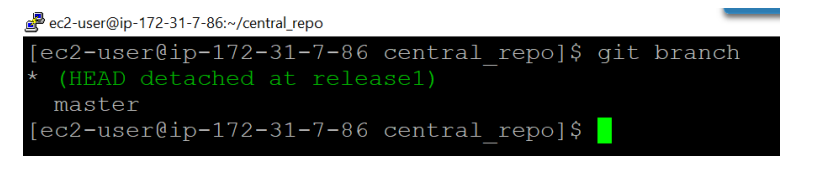 ec2-user@ip-172-31-7-86:~/central_repo
[ec2-user@ip-172-31-7-86 central_repo]$ git branch
* (HEAD detached at release1)
  master
[ec2-user@ip-172-31-7-86 central_repo]$